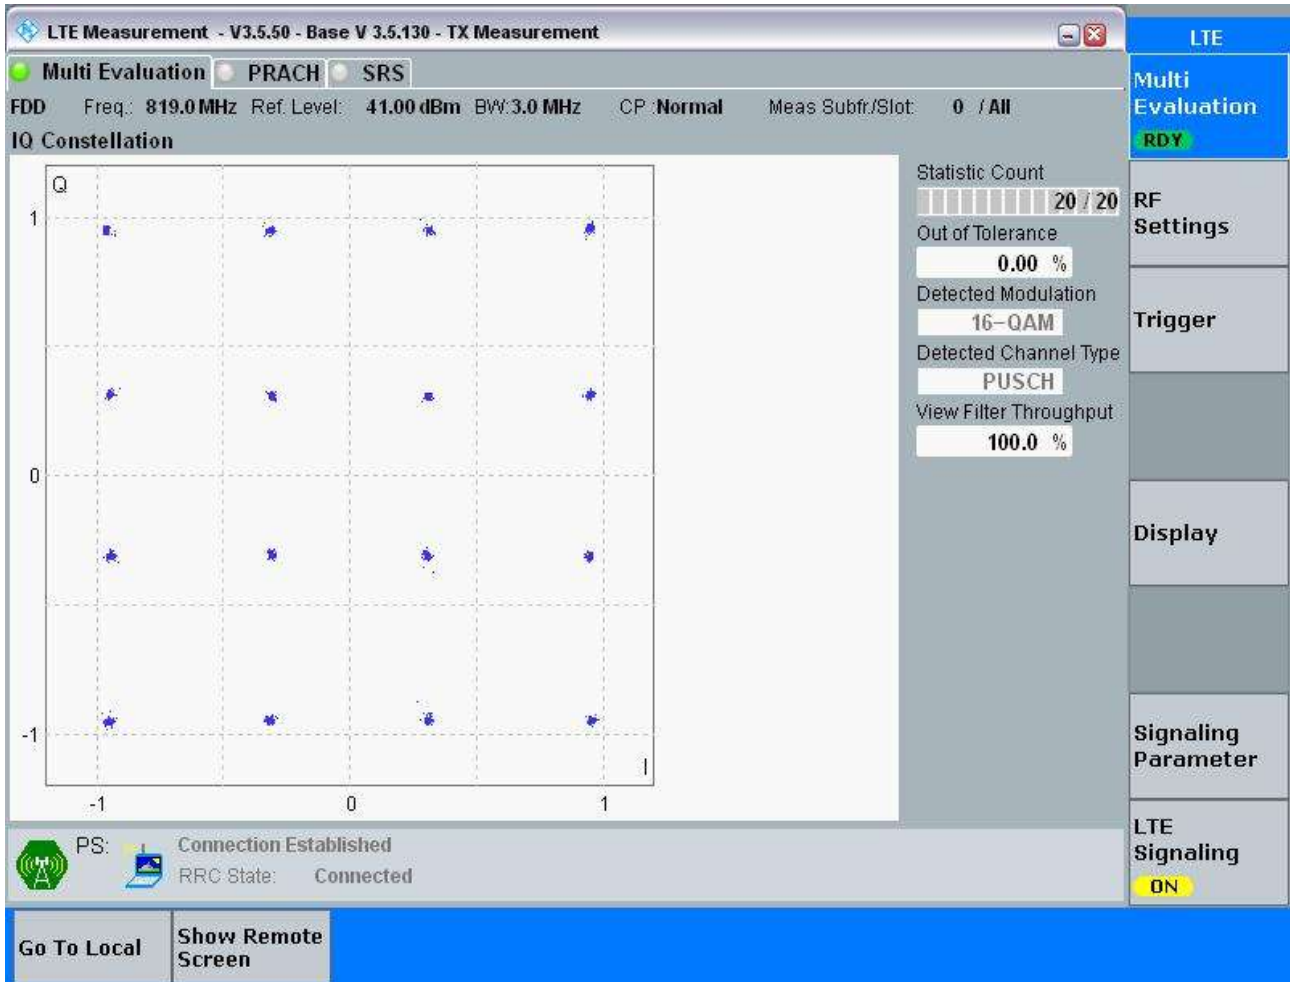 LTE Measurement - V3.5.50 - Base V 3.5.130 - TX Measurement
Multi Evaluation PRACH SRS
FDD Freq.: 819.0 MHz Ref. Level: 41.00 dBm BW: 3.0 MHz CP : Normal Meas Subfr./Slot: 0 / All
IQ Constellation
Q
1
0
-1
I
-1 0 1
Statistic Count
20 / 20
Out of Tolerance
0.00 %
Detected Modulation
16-QAM
Detected Channel Type
PUSCH
View Filter Throughput
100.0 %
PS: Connection Established
RRC State: Connected
LTE
Multi
Evaluation
RDY
RF
Settings
Trigger
Display
Signaling
Parameter
LTE
Signaling
ON
Go To Local
Show Remote
Screen